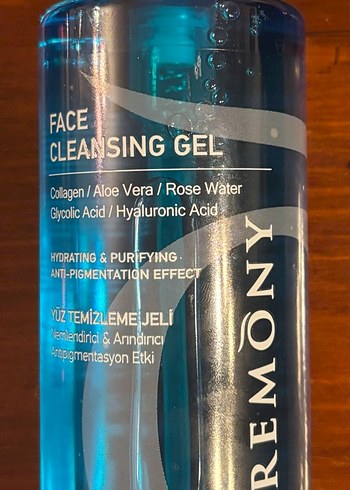 FACE
CLEANSING GEL
Collagen / Aloe Vera / Rose Water
Glycolic Acid / Hyaluronic Acid
HYDRATING & PURIFYING
ANTI-PIGMENTATION EFFECT
YÜZ TEMİZLEME JELİ
Nemlendirici & Arındırıcı
Antipigmentasyon Etki
REMONY